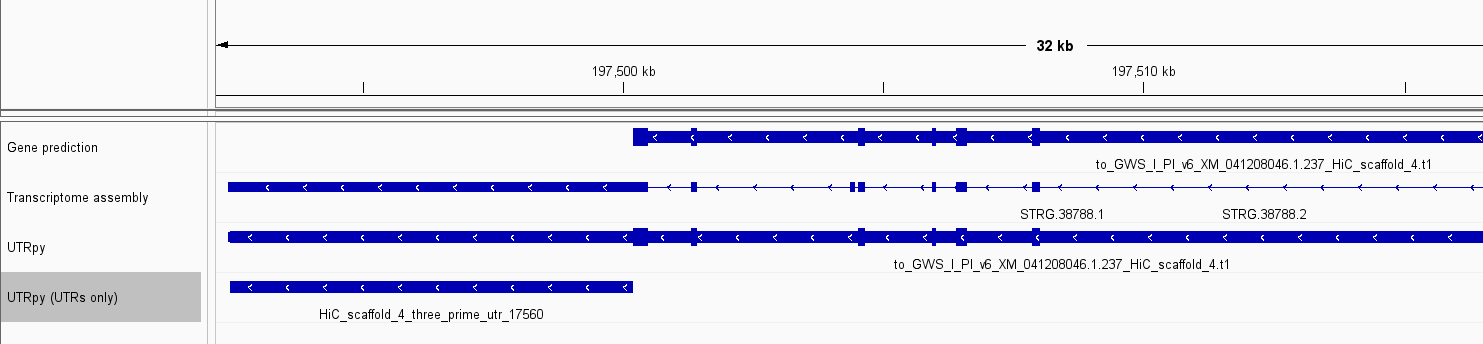 32 kb
197,500 kb
197,510 kb
Gene prediction
to_GWS_I_PI_v6_XM_041208046.1.237_HiC_scaffold_4.t1
Transcriptome assembly
STRG.38788.1
STRG.38788.2
UTRpy
to_GWS_I_PI_v6_XM_041208046.1.237_HiC_scaffold_4.t1
UTRpy (UTRs only)
HiC_scaffold_4_three_prime_utr_17560